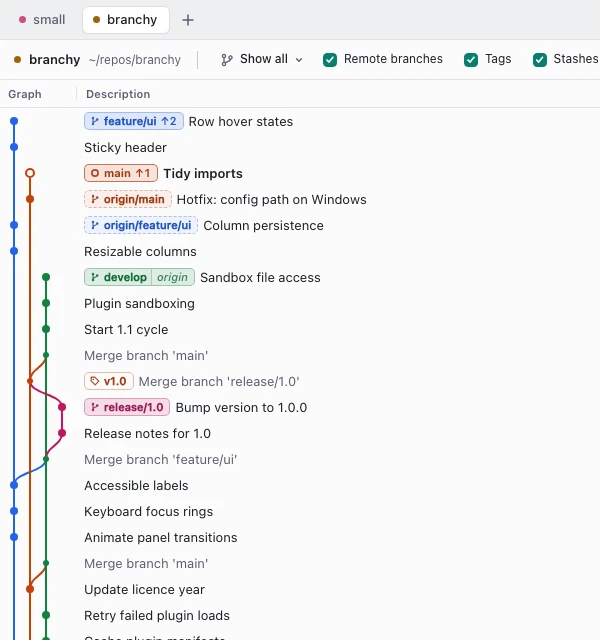 small branchy +
branchy ~/repos/branchy Show all Remote branches Tags Stashes
Graph Description
feature/ui ↑2 Row hover states
Sticky header
main ↑1 Tidy imports
origin/main Hotfix: config path on Windows
origin/feature/ui Column persistence
Resizable columns
develop origin Sandbox file access
Plugin sandboxing
Start 1.1 cycle
Merge branch 'main'
v1.0 Merge branch 'release/1.0'
release/1.0 Bump version to 1.0.0
Release notes for 1.0
Merge branch 'feature/ui'
Accessible labels
Keyboard focus rings
Animate panel transitions
Merge branch 'main'
Update licence year
Retry failed plugin loads
Cache plugin manifests